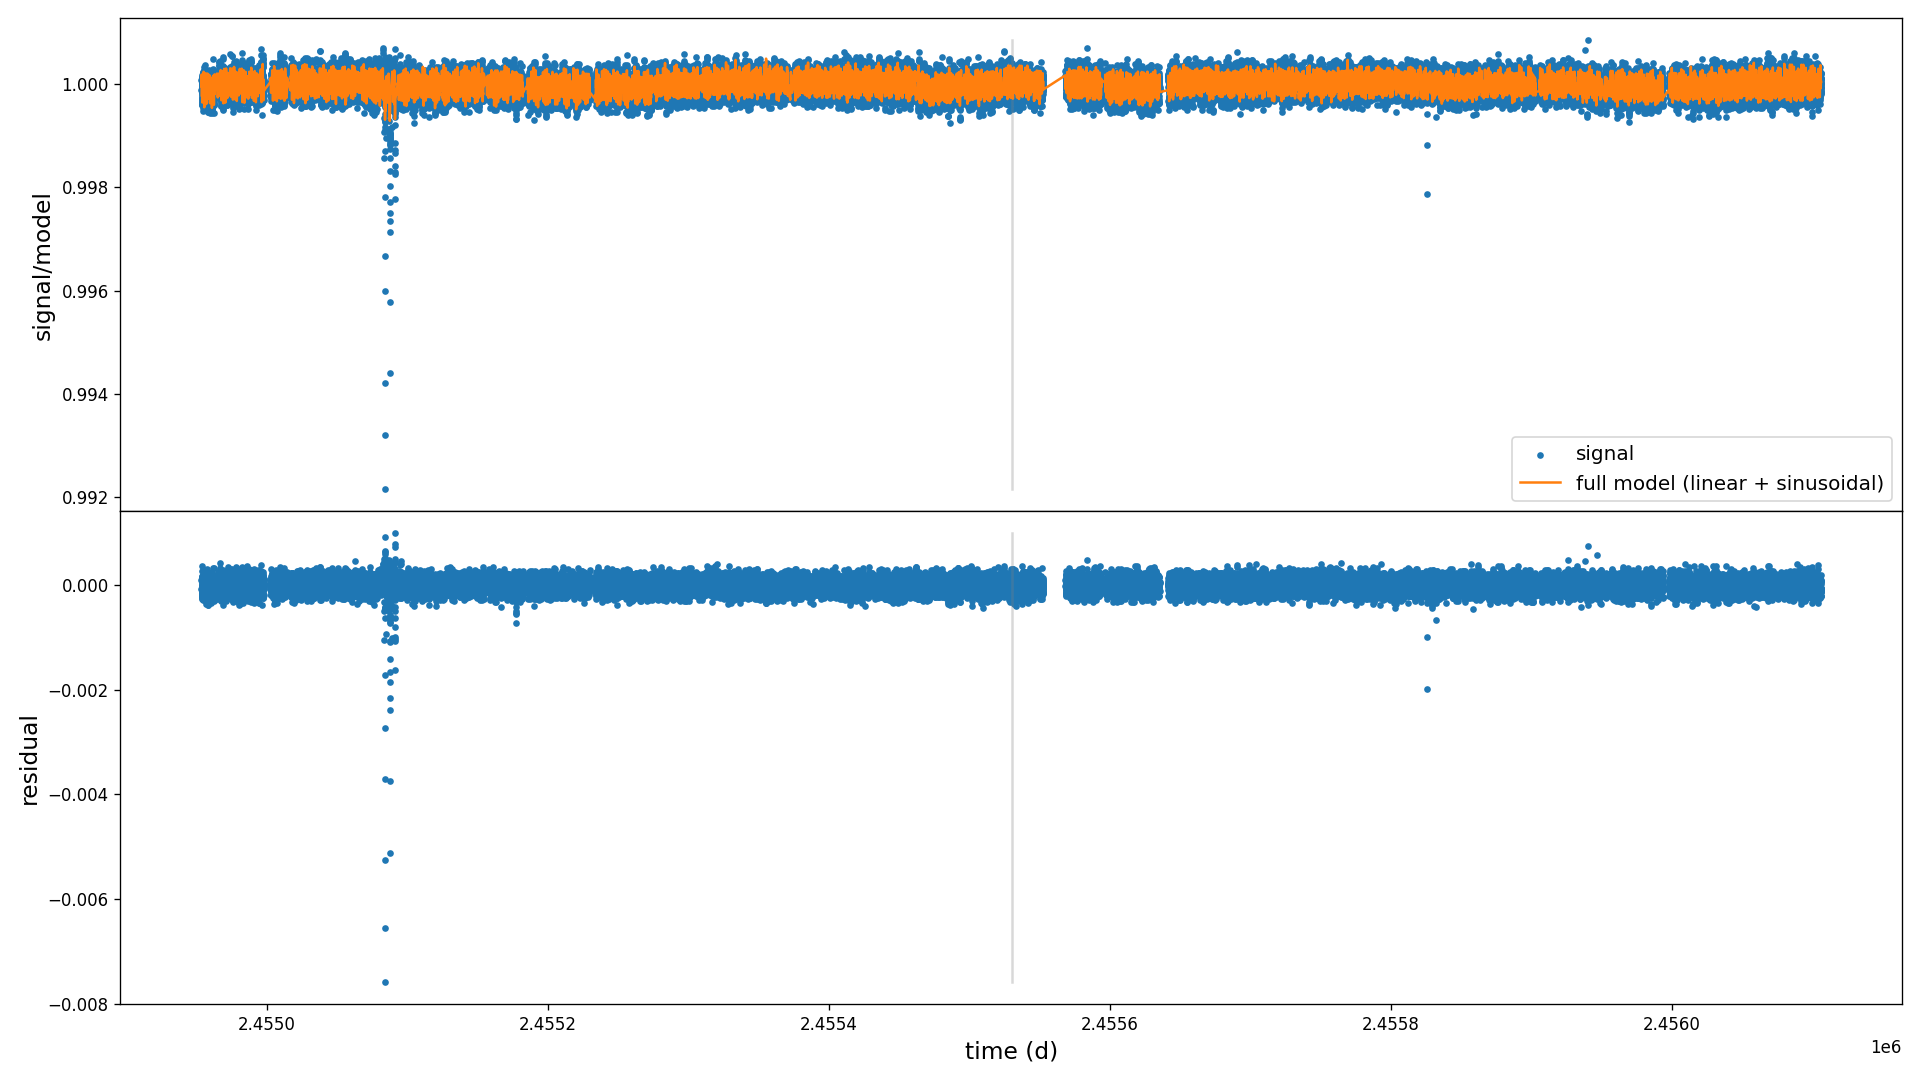 signal/model
1.000
0.998
0.996
0.994
0.992
signal
full model (linear + sinusoidal)
residual
0.000
−0.002
−0.004
−0.006
−0.008
2.4550
2.4552
2.4554
2.4556
2.4558
2.4560
1e6
time (d)